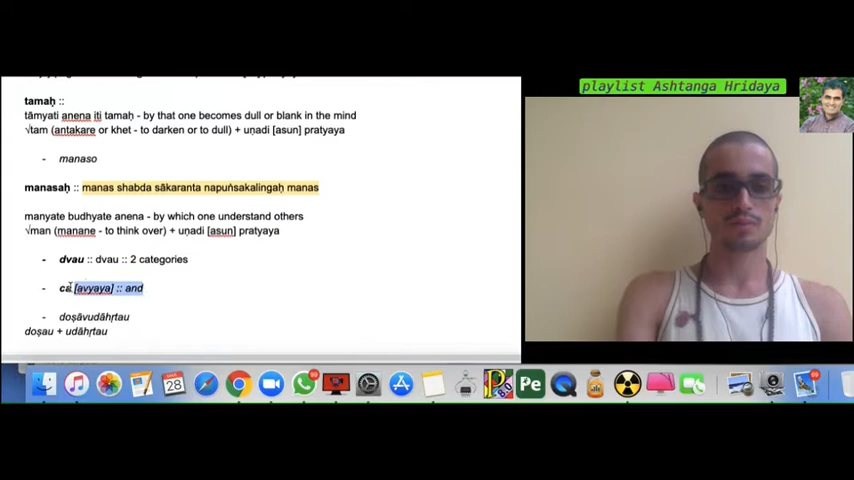 tamaḥ ::
tāmyati anena iti tamaḥ - by that one becomes dull or blank in the mind
√tam (antakare or khet - to darken or to dull) + uṇadi [asun] pratyaya
- manaso
manasaḥ :: manas shabda sākaranta napuṅsakalingaḥ manas
manyate budhyate anena - by which one understand others
√man (manane - to think over) + uṇadi [asun] pratyaya
- dvau :: dvau :: 2 categories
- ca [avyaya] :: and
- doṣāvudāhṛtau
doṣau + udāhṛtau
playlist Ashtanga Hridaya
28
Pe